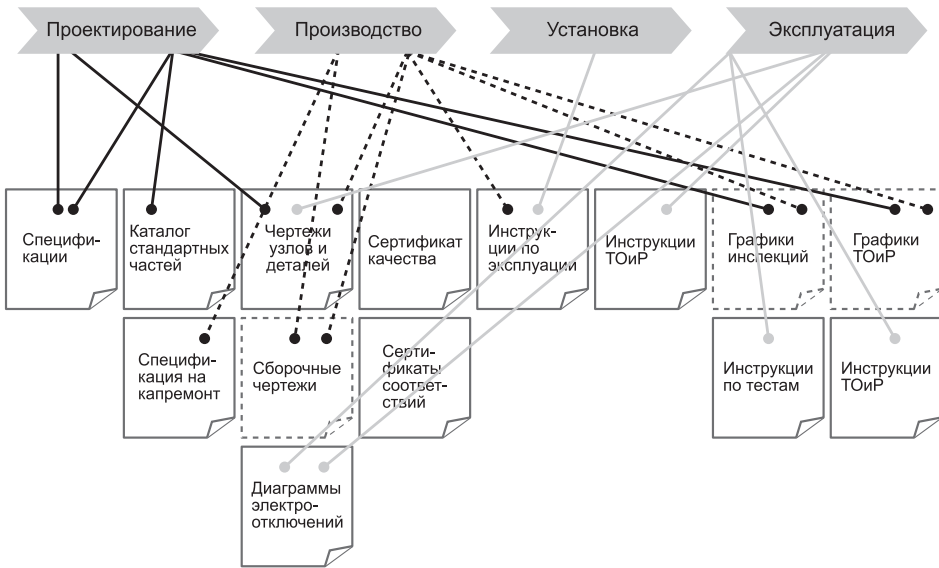 Проектирование
Производство
Установка
Эксплуатация
Специфи-
кации
Каталог
стандартных
частей
Чертежи
узлов и
деталей
Сертификат
качества
Инструк-
ции по
эксплуации
Инструкции
ТОиР
Графики
инспекций
Графики
ТОиР
Специфи-
кация на
капремонт
Сборочные
чертежи
Серти-
фикаты
соответ-
ствий
Инструкции
по тестам
Инструкции
ТОиР
Диаграммы
электро-
отключений